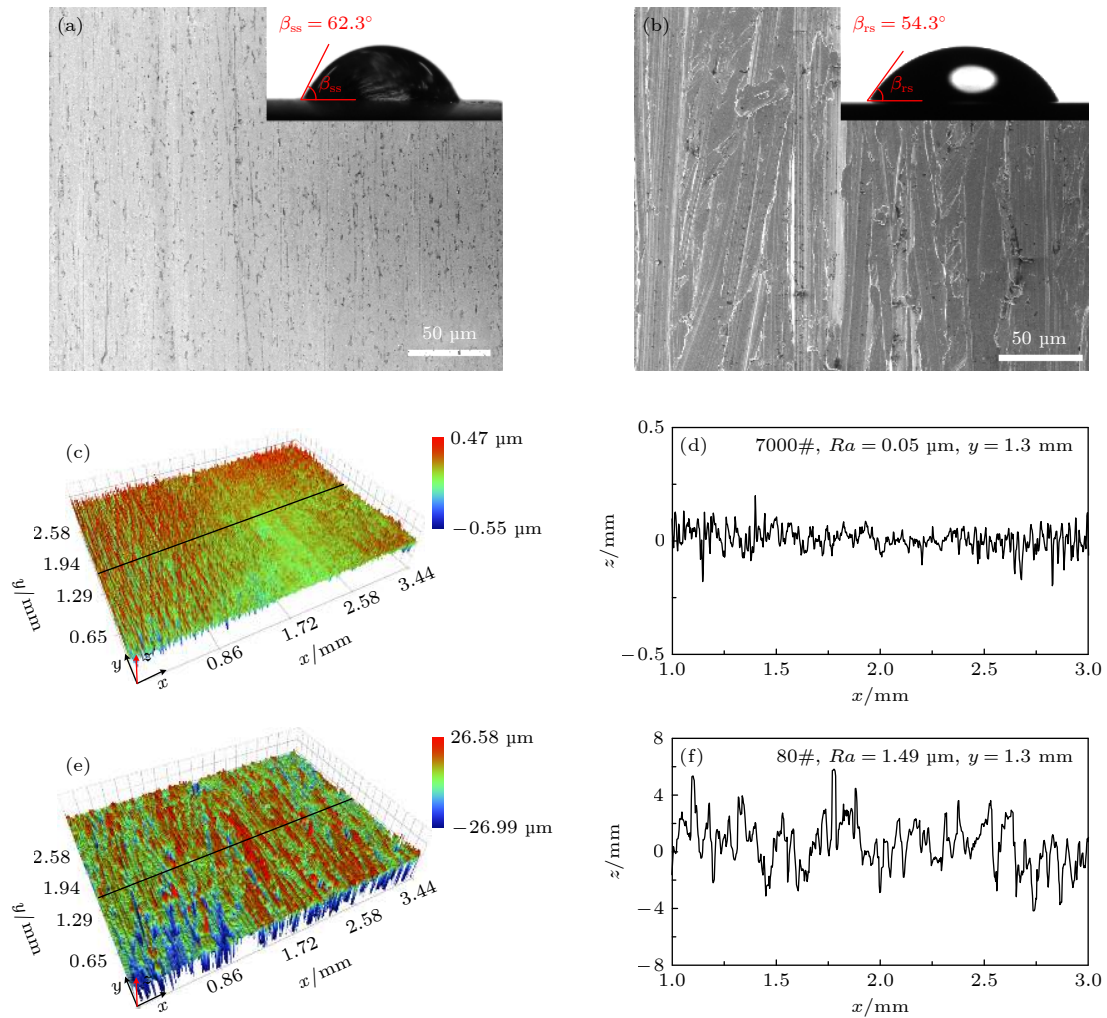 (a)
βss = 62.3°
βss
50 µm
(b)
βrs = 54.3°
βrs
50 µm
(c)
0.47 µm
−0.55 µm
2.58
1.94
1.29
0.65
y/mm
0.86
1.72
2.58
3.44
x/mm
y
z
x
(d)
7000#, Ra = 0.05 µm, y = 1.3 mm
0.5
0
−0.5
z/mm
1.0 1.5 2.0 2.5 3.0
x/mm
(e)
26.58 µm
−26.99 µm
2.58
1.94
1.29
0.65
y/mm
0.86
1.72
2.58
3.44
x/mm
y
z
x
(f)
80#, Ra = 1.49 µm, y = 1.3 mm
8
4
0
−4
−8
z/mm
1.0 1.5 2.0 2.5 3.0
x/mm